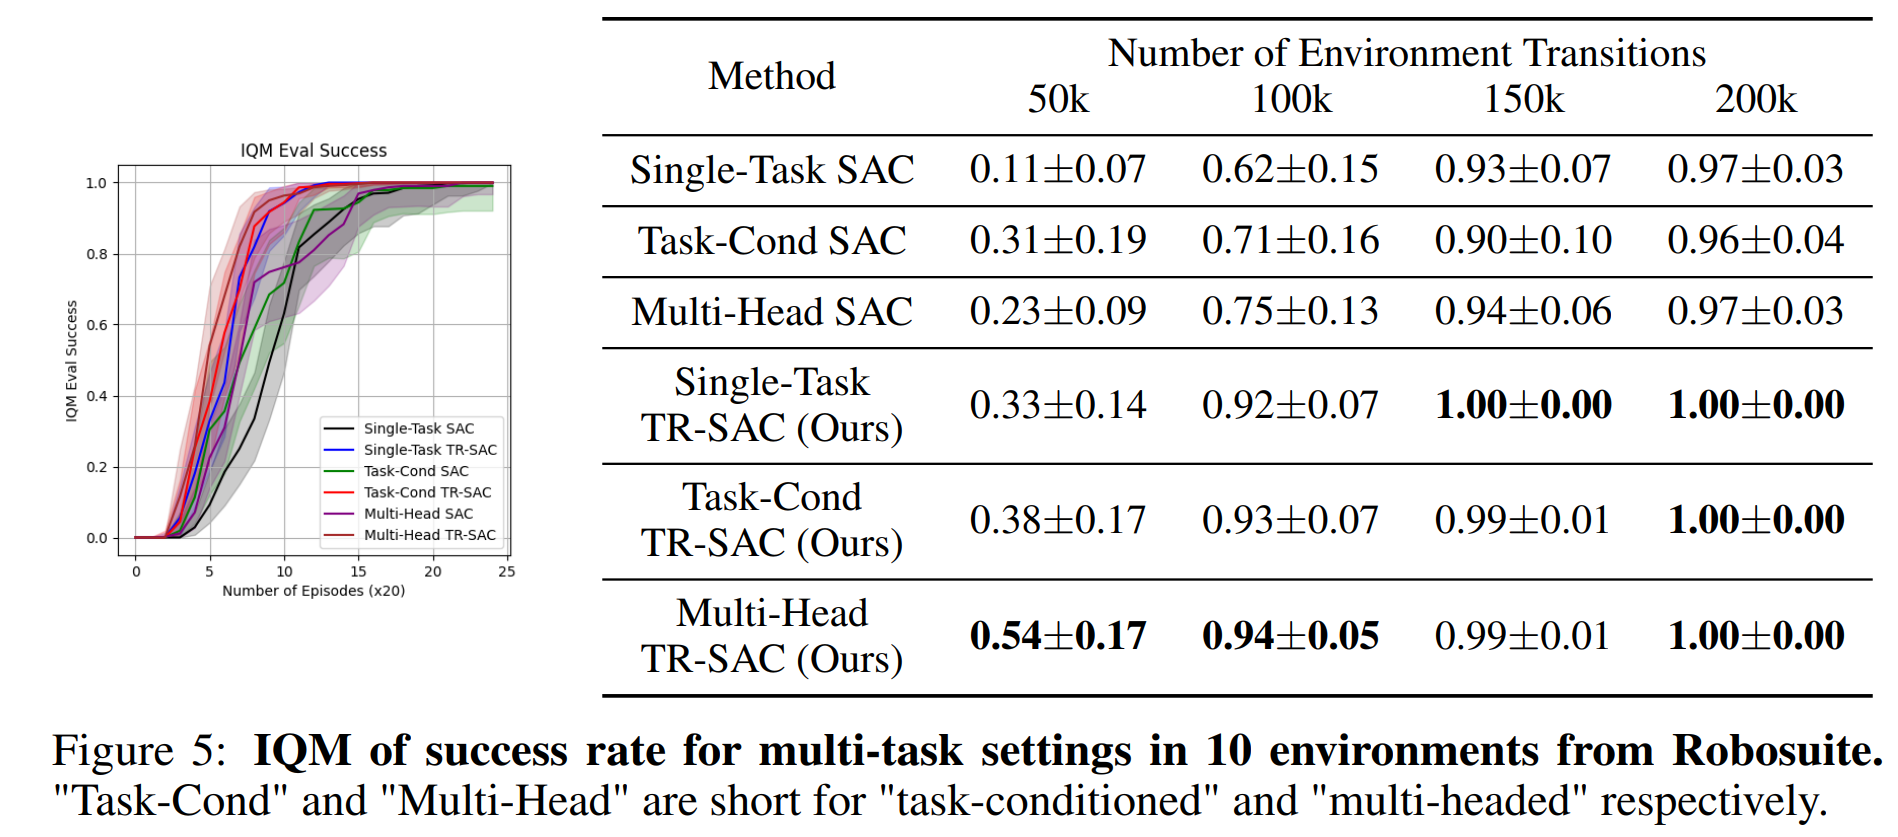 IQM Eval Success
IQM Eval Success
1.0
0.8
0.6
0.4
0.2
0.0
Single-Task SAC
Single-Task TR-SAC
Task-Cond SAC
Task-Cond TR-SAC
Multi-Head SAC
Multi-Head TR-SAC
0 5 10 15 20 25
Number of Episodes (x20)
Method Number of Environment Transitions
50k 100k 150k 200k
Single-Task SAC 0.11±0.07 0.62±0.15 0.93±0.07 0.97±0.03
Task-Cond SAC 0.31±0.19 0.71±0.16 0.90±0.10 0.96±0.04
Multi-Head SAC 0.23±0.09 0.75±0.13 0.94±0.06 0.97±0.03
Single-Task
TR-SAC (Ours) 0.33±0.14 0.92±0.07 1.00±0.00 1.00±0.00
Task-Cond
TR-SAC (Ours) 0.38±0.17 0.93±0.07 0.99±0.01 1.00±0.00
Multi-Head
TR-SAC (Ours) 0.54±0.17 0.94±0.05 0.99±0.01 1.00±0.00
Figure 5: IQM of success rate for multi-task settings in 10 environments from Robosuite.
"Task-Cond" and "Multi-Head" are short for "task-conditioned" and "multi-headed" respectively.